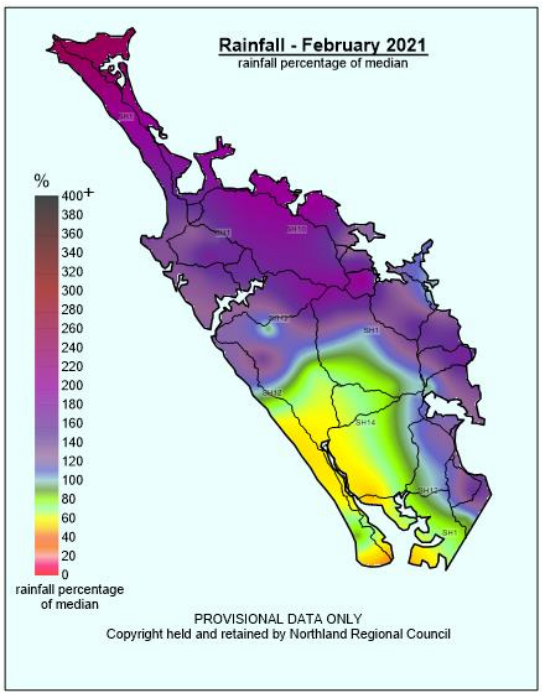 Rainfall - February 2021
rainfall percentage of median
SH1
%
400+
380
360
340
320
300
280
260
240
220
200
180
160
140
120
100
80
60
40
20
0
rainfall percentage
of median
SH1
SH10
SH12
SH1
SH12
SH14
SH12
SH1
PROVISIONAL DATA ONLY
Copyright held and retained by Northland Regional Council